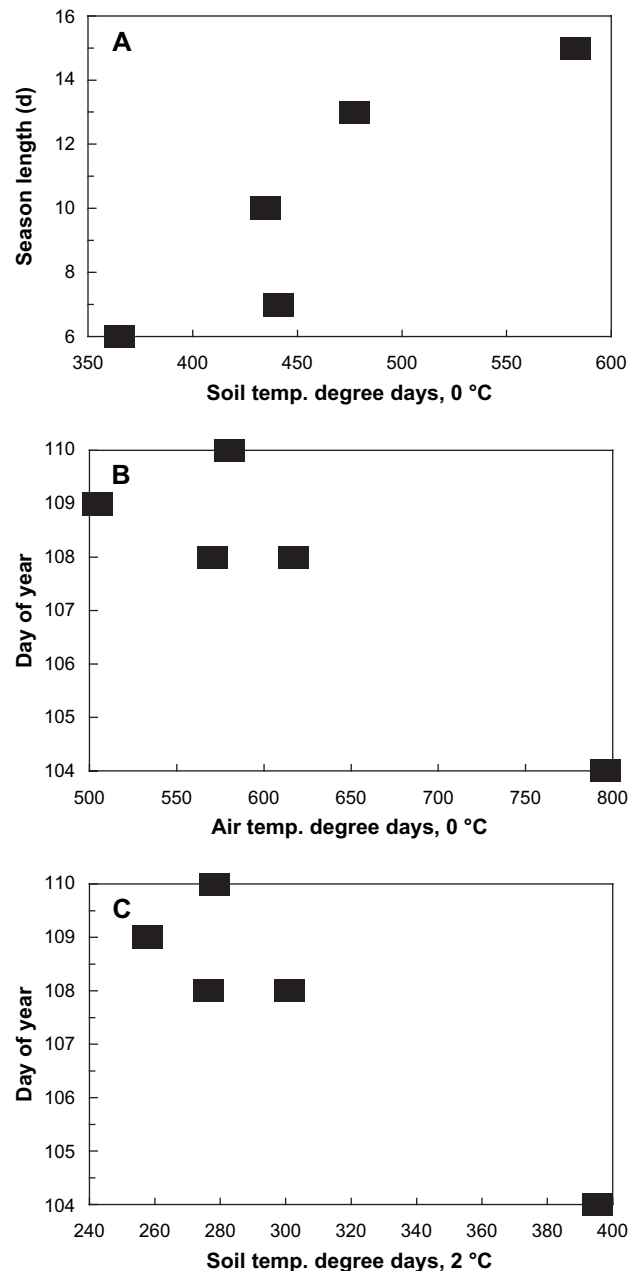 A
Season length (d)
16
14
12
10
8
6
350 400 450 500 550 600
Soil temp. degree days, 0 °C
B
Day of year
110
109
108
107
106
105
104
500 550 600 650 700 750 800
Air temp. degree days, 0 °C
C
Day of year
110
109
108
107
106
105
104
240 260 280 300 320 340 360 380 400
Soil temp. degree days, 2 °C